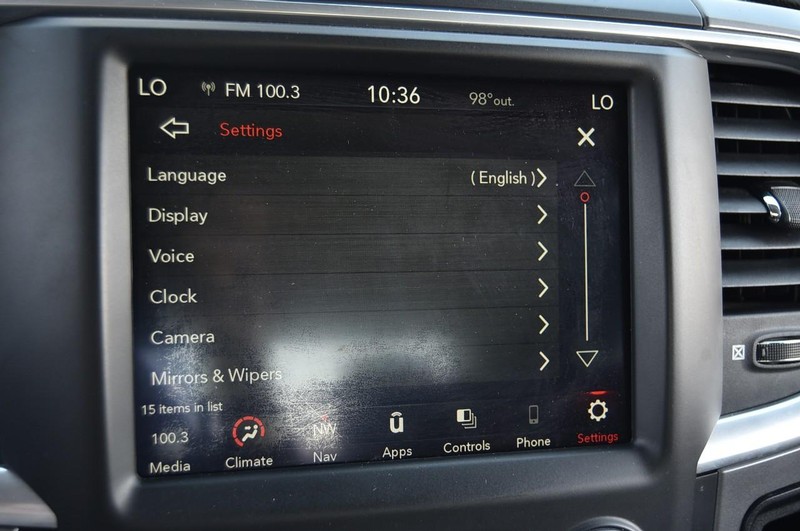 LO FM 100.3 10:36 98° out. LO
Settings X
Language ( English )
Display
Voice
Clock
Camera
Mirrors & Wipers
15 items in list
100.3 NW û
Media Climate Nav Apps Controls Phone Settings